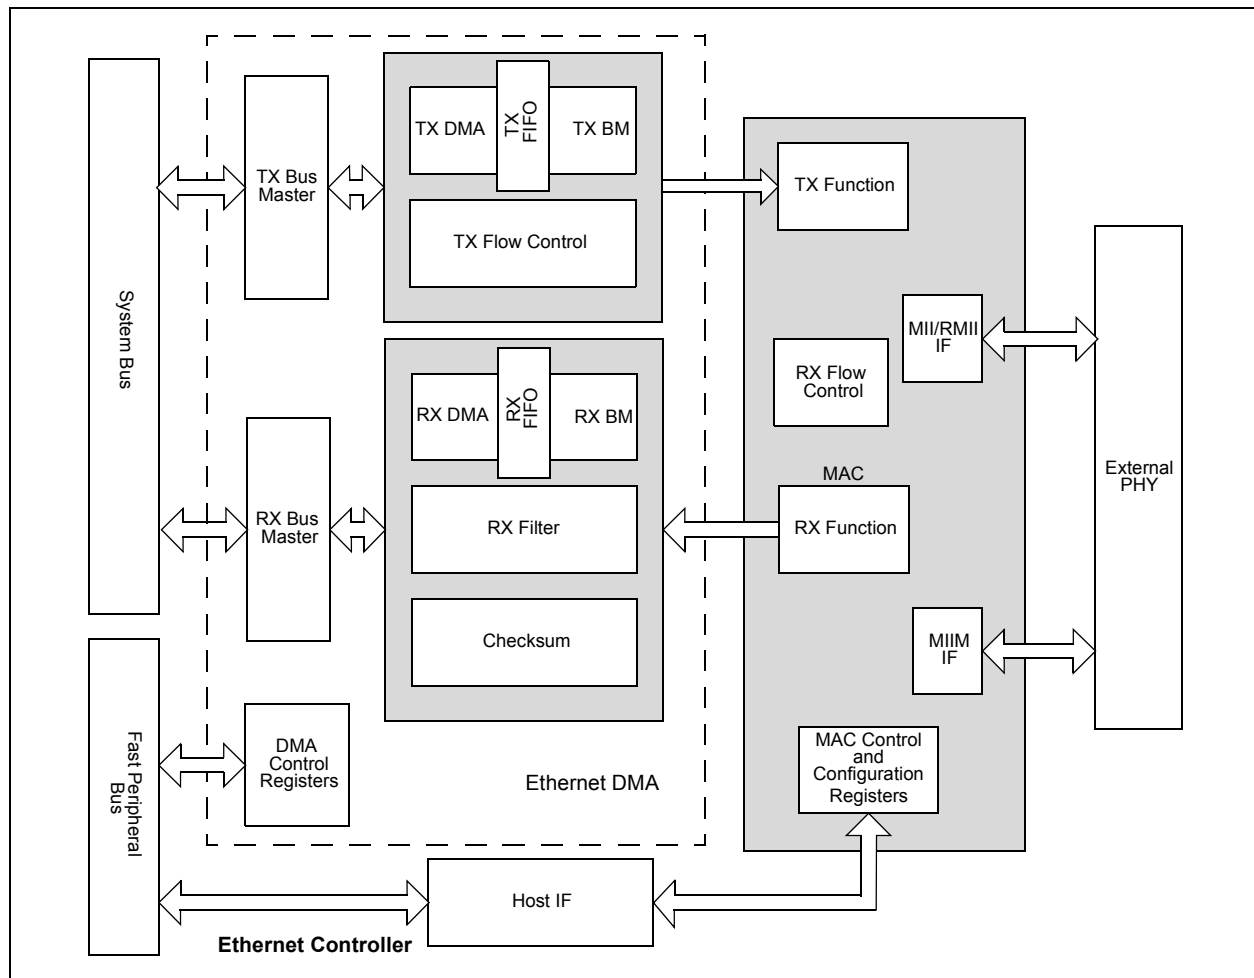 System Bus
TX Bus
Master
TX DMA
TX
FIFO
TX BM
TX Flow Control
TX Function
MII/RMII
IF
RX Flow
Control
RX Bus
Master
RX DMA
RX
FIFO
RX BM
RX Filter
Checksum
MAC
RX Function
External
PHY
MIIM
IF
Fast Peripheral
Bus
DMA
Control
Registers
Ethernet DMA
MAC Control
and
Configuration
Registers
Host IF
Ethernet Controller